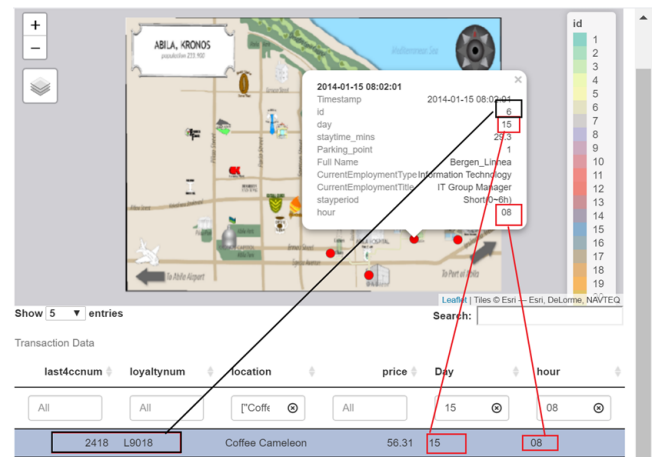 +
−
ABILA, KRONOS
Mediterranean Sea
2014-01-15 08:02:01
×
Timestamp 2014-01-15 08:02:01
id 6
day 15
staytime_mins 29.3
Parking_point 1
Full Name Bergen_Linnea
CurrentEmploymentType Information Technology
CurrentEmploymentTitle IT Group Manager
stayperiod Short(0~6h)
hour 08
To Abila Airport
To Port of Abila
id
1
2
3
4
5
6
7
8
9
10
11
12
13
14
15
16
17
18
19
Leaflet | Tiles © Esri — Esri, DeLorme, NAVTEQ
Show 5 entries
Search:
Transaction Data
last4ccnum loyaltynum location price Day hour
All All ["Coffe All 15 08
2418 L9018 Coffee Cameleon 56.31 15 08